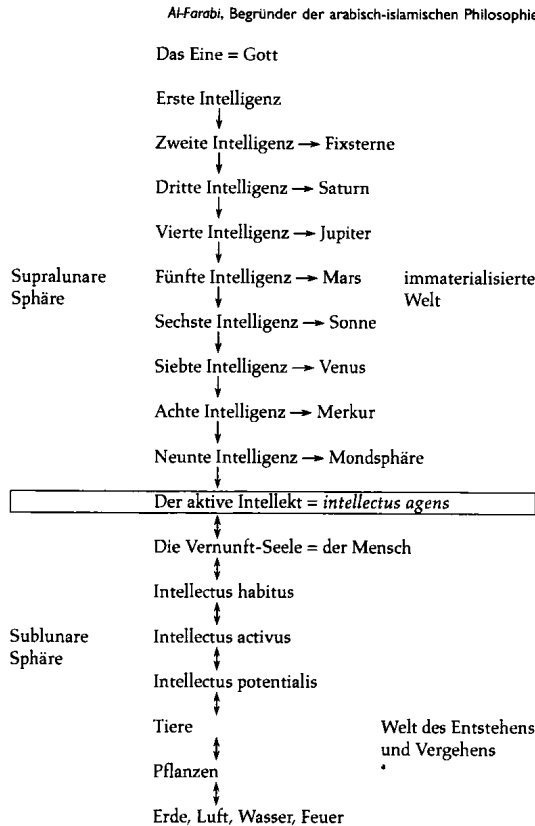 Al-Farabi, Begründer der arabisch-islamischen Philosophie
Das Eine = Gott
Erste Intelligenz
Zweite Intelligenz → Fixsterne
Dritte Intelligenz → Saturn
Vierte Intelligenz → Jupiter
Supralunare Sphäre
Fünfte Intelligenz → Mars
immaterialisierte Welt
Sechste Intelligenz → Sonne
Siebte Intelligenz → Venus
Achte Intelligenz → Merkur
Neunte Intelligenz → Mondsphäre
Der aktive Intellekt = intellectus agens
Die Vernunft-Seele = der Mensch
Intellectus habitus
Sublunare Sphäre
Intellectus activus
Intellectus potentialis
Tiere
Welt des Entstehens und Vergehens
Pflanzen
Erde, Luft, Wasser, Feuer